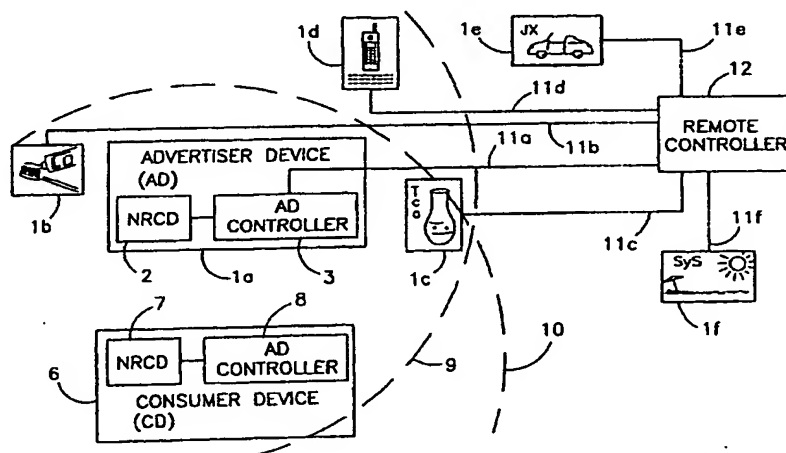 1d
1e
JX
11e
12
11d
REMOTE
CONTROLLER
11b
11a
ADVERTISER DEVICE
(AD)
1b
NRCD
AD
CONTROLLER
2
1a
3
T
c
o
1c
11c
11f
SyS
1f
7
8
6
NRCD
AD
CONTROLLER
CONSUMER DEVICE
(CD)
9
10